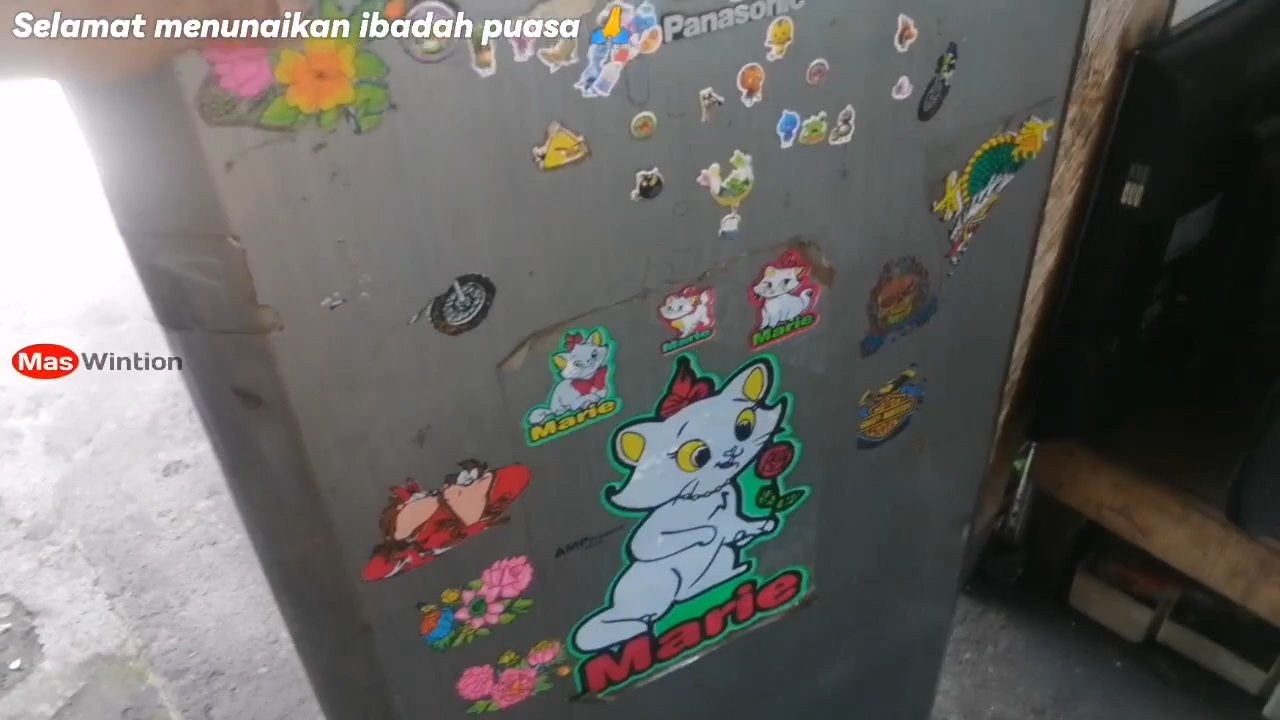 Selamat menunaikan ibadah puasa 🙏
Panasonic
Marie
Marie
Marie
Mas Wintion
Marie